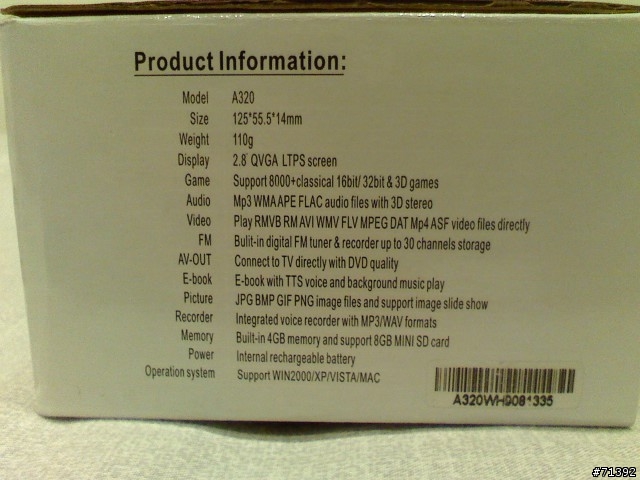 Product Information:
Model A320
Size 125*55.5*14mm
Weight 110g
Display 2.8' QVGA LTPS screen
Game Support 8000+classical 16bit/ 32bit & 3D games
Audio Mp3 WMA APE FLAC audio files with 3D stereo
Video Play RMVB RM AVI WMV FLV MPEG DAT Mp4 ASF video files directly
FM Bulit-in digital FM tuner & recorder up to 30 channels storage
AV-OUT Connect to TV directly with DVD quality
E-book E-book with TTS voice and background music play
Picture JPG BMP GIF PNG image files and support image slide show
Recorder Integrated voice recorder with MP3/WAV formats
Memory Built-in 4GB memory and support 8GB MINI SD card
Power Internal rechargeable battery
Operation system Support WIN2000/XP/VISTA/MAC
#71392